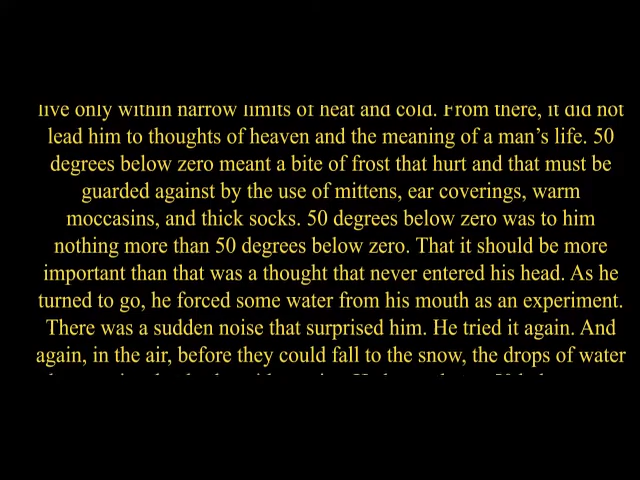 live only within narrow limits of heat and cold. From there, it did not
lead him to thoughts of heaven and the meaning of a man’s life. 50
degrees below zero meant a bite of frost that hurt and that must be
guarded against by the use of mittens, ear coverings, warm
moccasins, and thick socks. 50 degrees below zero was to him
nothing more than 50 degrees below zero. That it should be more
important than that was a thought that never entered his head. As he
turned to go, he forced some water from his mouth as an experiment.
There was a sudden noise that surprised him. He tried it again. And
again, in the air, before they could fall to the snow, the drops of water